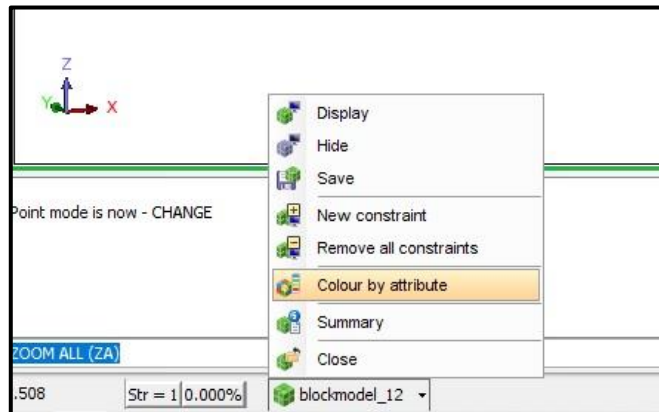 Z
Y
X
Display
Hide
Save
Point mode is now - CHANGE
New constraint
Remove all constraints
Colour by attribute
Summary
ZOOM ALL (ZA)
Close
.508
Str = 1
0.000%
blockmodel_12